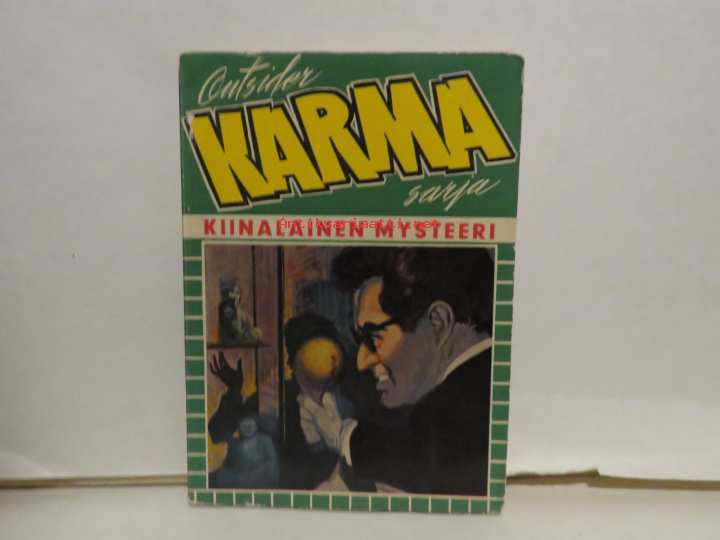 Outsider
KARMA
sarja
KIINALAINEN MYSTEERI